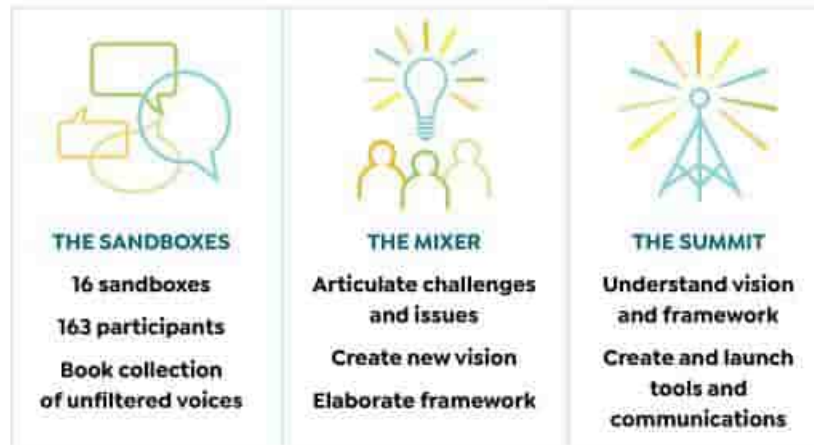 THE SANDBOXES
16 sandboxes
163 participants
Book collection
of unfiltered voices
THE MIXER
Articulate challenges
and issues
Create new vision
Elaborate framework
THE SUMMIT
Understand vision
and framework
Create and launch
tools and
communications